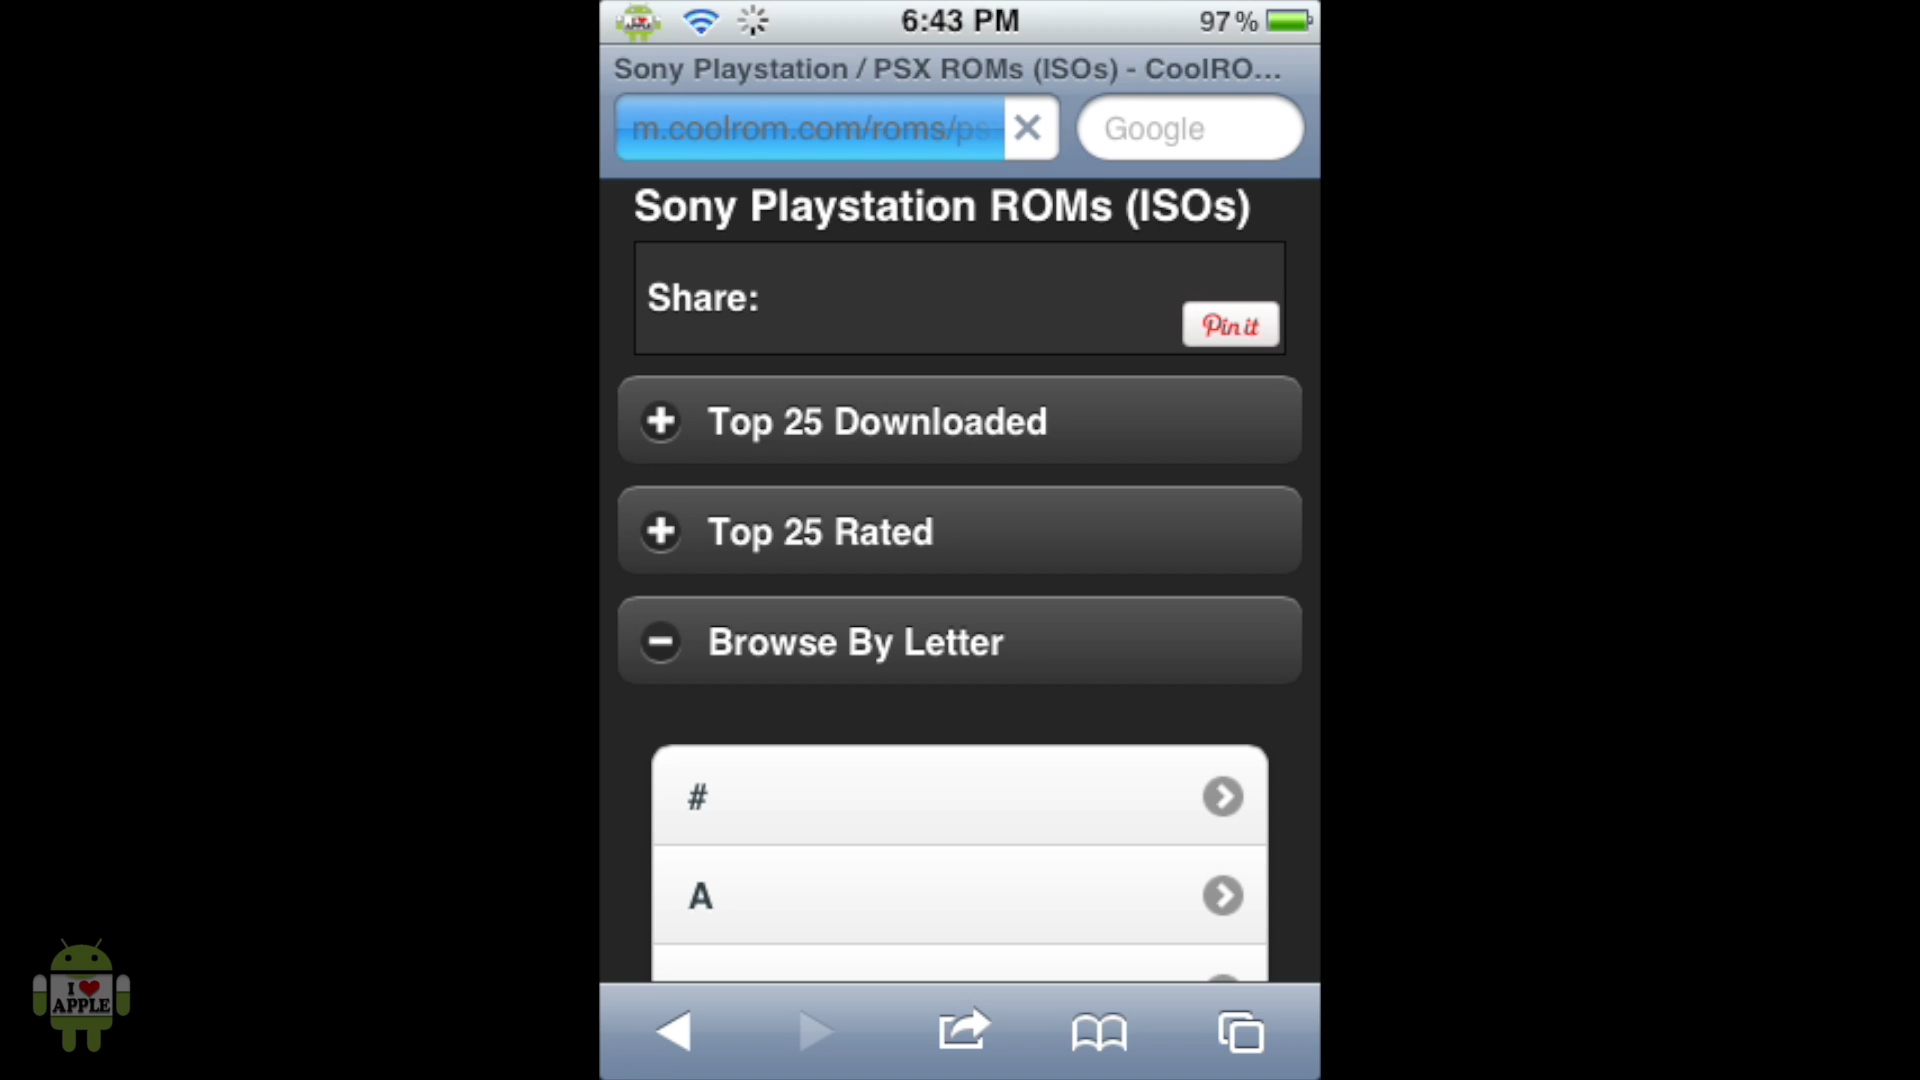 6:43 PM
97%
Sony Playstation / PSX ROMs (ISOs) - CoolRO...
m.coolrom.com/roms/ps
Google
Sony Playstation ROMs (ISOs)
Share:
Pin it
Top 25 Downloaded
Top 25 Rated
Browse By Letter
#
A
I
APPLE